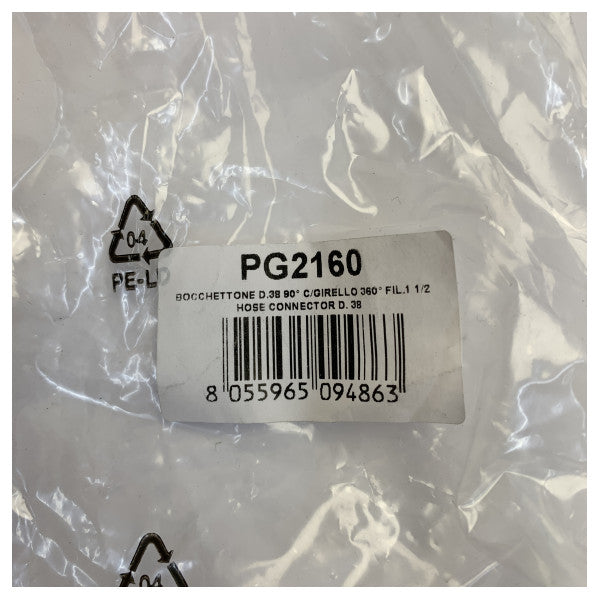 04
PE-LD
PG2160
BOCCHETTONE D.38 90° C/GIRELLO 360° FIL.1 1/2
HOSE CONNECTOR D. 38
8 055965 094863
04